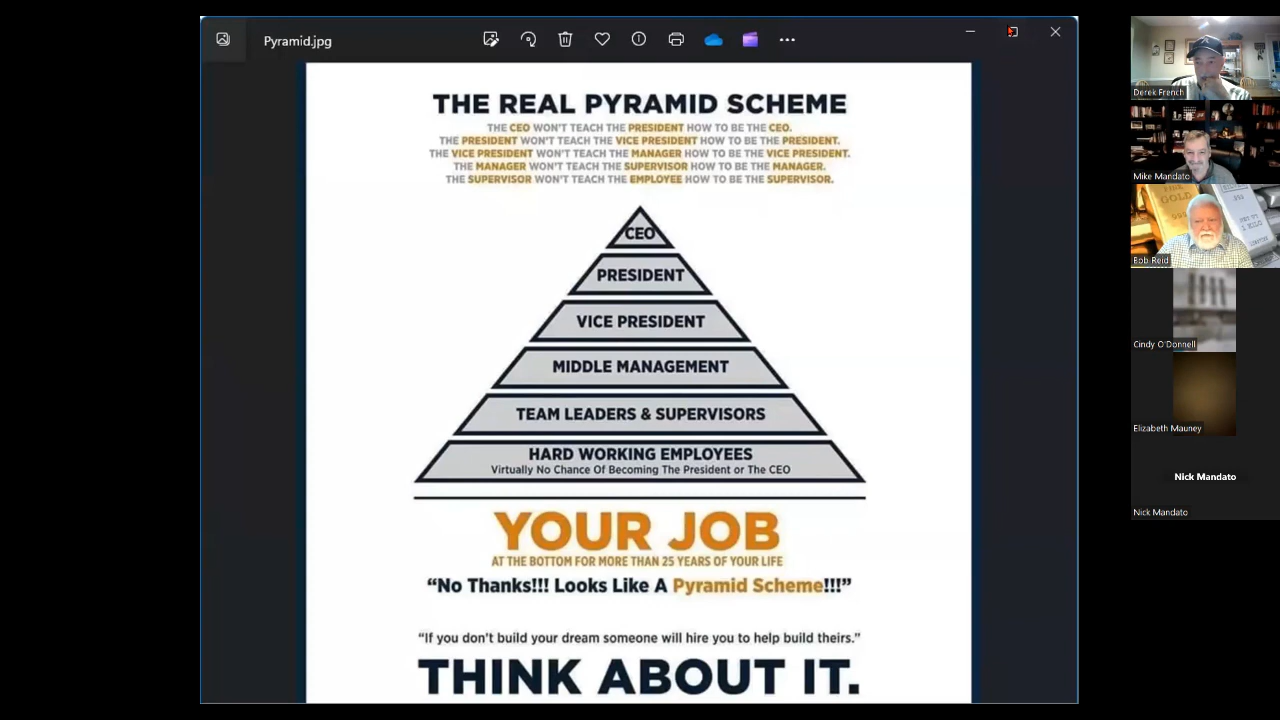 Pyramid.jpg
THE REAL PYRAMID SCHEME
THE CEO WON'T TEACH THE PRESIDENT HOW TO BE THE CEO.
THE PRESIDENT WON'T TEACH THE VICE PRESIDENT HOW TO BE THE PRESIDENT.
THE VICE PRESIDENT WON'T TEACH THE MANAGER HOW TO BE THE VICE PRESIDENT.
THE MANAGER WON'T TEACH THE SUPERVISOR HOW TO BE THE MANAGER.
THE SUPERVISOR WON'T TEACH THE EMPLOYEE HOW TO BE THE SUPERVISOR.
CEO
PRESIDENT
VICE PRESIDENT
MIDDLE MANAGEMENT
TEAM LEADERS & SUPERVISORS
HARD WORKING EMPLOYEES
Virtually No Chance Of Becoming The President or The CEO
YOUR JOB
AT THE BOTTOM FOR MORE THAN 25 YEARS OF YOUR LIFE
“No Thanks!!! Looks Like A Pyramid Scheme!!!”
“If you don't build your dream someone will hire you to help build theirs.”
THINK ABOUT IT.
Derek French
Mike Mandato
GOLD
Bob Reid
Cindy O'Donnell
Elizabeth Mauney
Nick Mandato
Nick Mandato